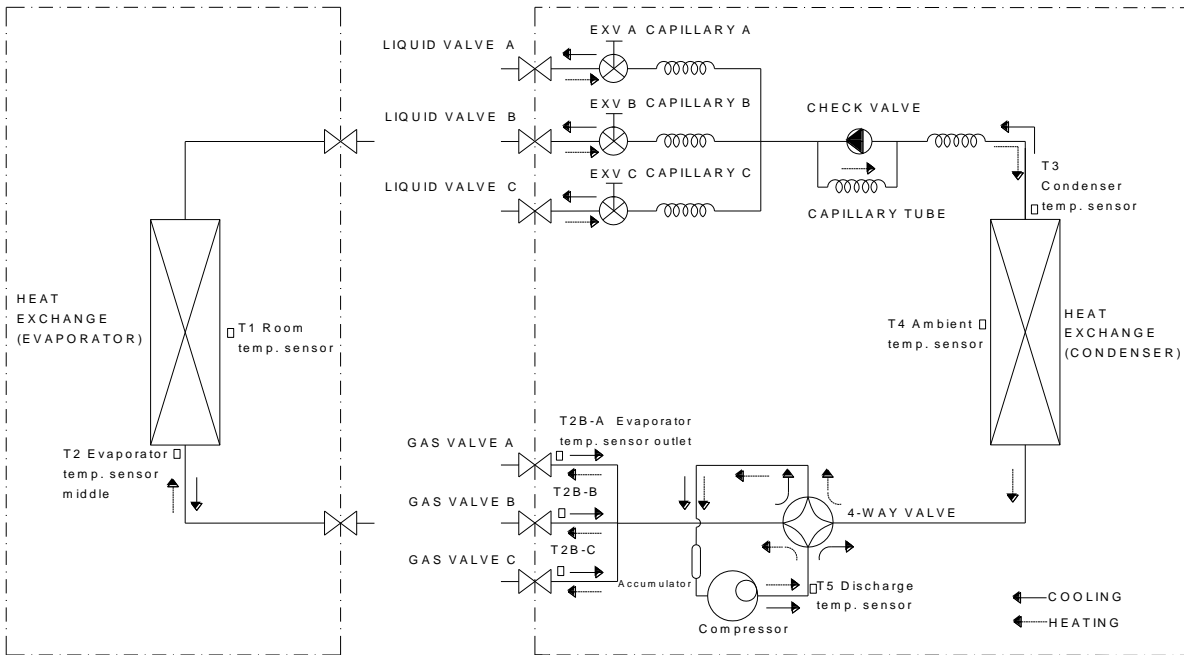 EXV A CAPILLARY A
LIQUID VALVE A
EXV B CAPILLARY B
LIQUID VALVE B
CHECK VALVE
EXV C CAPILLARY C
LIQUID VALVE C
CAPILLARY TUBE
T3
Condenser
temp. sensor
HEAT
EXCHANGE
(EVAPORATOR)
T1 Room
temp. sensor
T4 Ambient
temp. sensor
HEAT
EXCHANGE
(CONDENSER)
T2 Evaporator
temp. sensor
middle
GAS VALVE A
T2B-A Evaporator
temp. sensor outlet
GAS VALVE B
T2B-B
4-WAY VALVE
GAS VALVE C
T2B-C
Accumulator
T5 Discharge
temp. sensor
Compressor
COOLING
HEATING